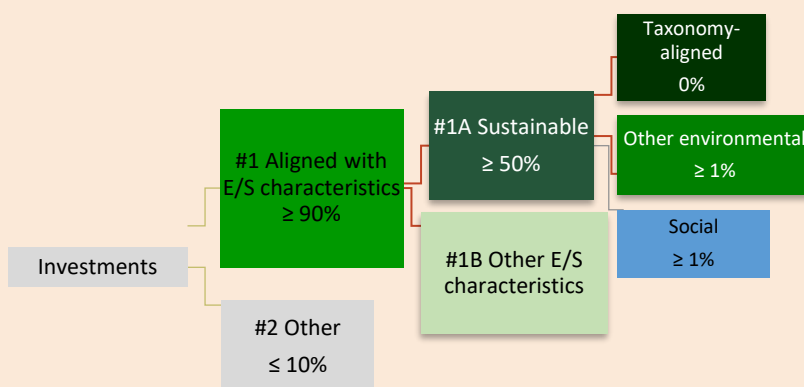 Investments
#1 Aligned with
E/S characteristics
≥ 90%
#2 Other
≤ 10%
#1A Sustainable
≥ 50%
#1B Other E/S
characteristics
Taxonomy-
aligned
0%
Other environmental
≥ 1%
Social
≥ 1%